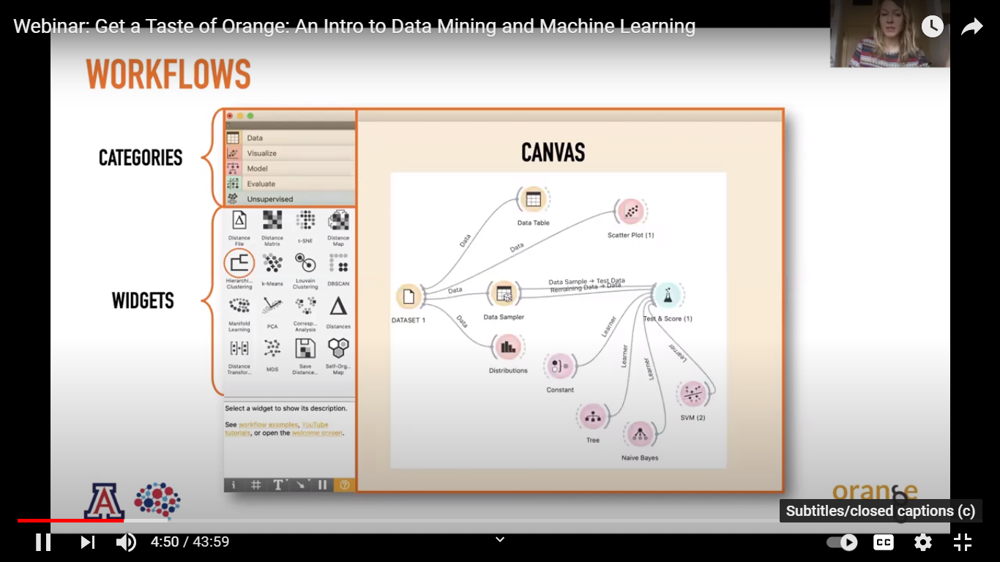 Webinar: Get a Taste of Orange: An Intro to Data Mining and Machine Learning
WORKFLOWS
CATEGORIES
Data
Visualize
Model
Evaluate
Unsupervised
WIDGETS
Distance
File
Distance
Matrix
t-SNE
Distance
Map
Hierarchi...
Clustering
k-Means
Louvain
Clustering
DBSCAN
Manifold
Learning
PCA
Corresp...
Analysis
Distances
Distance
Transfor...
MDS
Save
Distance...
Self-Org...
Map
Select a widget to show its description.
See workflow examples, YouTube
tutorials, or open the welcome screen.
i
#
T
?
CANVAS
Data Table
Data
Scatter Plot (1)
Data
DATASET 1
Data
Data Sampler
Data Sample → Test Data
Remaining Data → Data
Test & Score (1)
Data
Distributions
Learner
Constant
Learner
Tree
Learner
Naive Bayes
Learner
SVM (2)
A
orange
Subtitles/closed captions (c)
4:50 / 43:59
CC